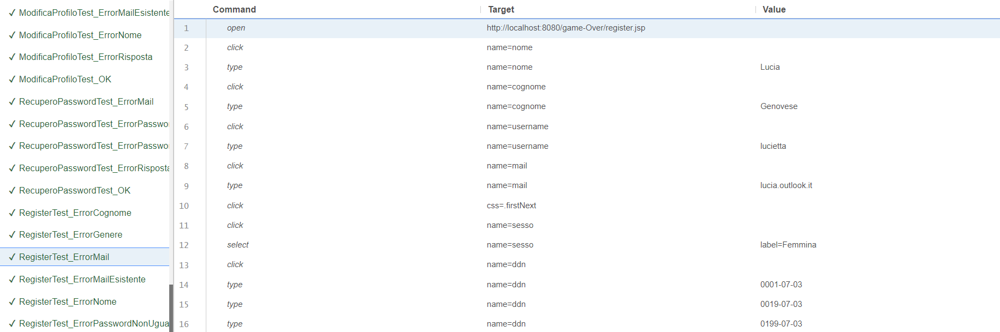 ✓ ModificaProfiloTest_ErrorMailEsistente
✓ ModificaProfiloTest_ErrorNome
✓ ModificaProfiloTest_ErrorRisposta
✓ ModificaProfiloTest_OK
✓ RecuperoPasswordTest_ErrorMail
✓ RecuperoPasswordTest_ErrorPasswo
✓ RecuperoPasswordTest_ErrorPasswo
✓ RecuperoPasswordTest_ErrorRisposta
✓ RecuperoPasswordTest_OK
✓ RegisterTest_ErrorCognome
✓ RegisterTest_ErrorGenere
✓ RegisterTest_ErrorMail
✓ RegisterTest_ErrorMailEsistente
✓ RegisterTest_ErrorNome
✓ RegisterTest_ErrorPasswordNonUgua
Command Target Value
1 open http://localhost:8080/game-Over/register.jsp
2 click name=nome
3 type name=nome Lucia
4 click name=cognome
5 type name=cognome Genovese
6 click name=username
7 type name=username lucietta
8 click name=mail
9 type name=mail lucia.outlook.it
10 click css=.firstNext
11 click name=sesso
12 select name=sesso label=Femmina
13 click name=ddn
14 type name=ddn 0001-07-03
15 type name=ddn 0019-07-03
16 type name=ddn 0199-07-03